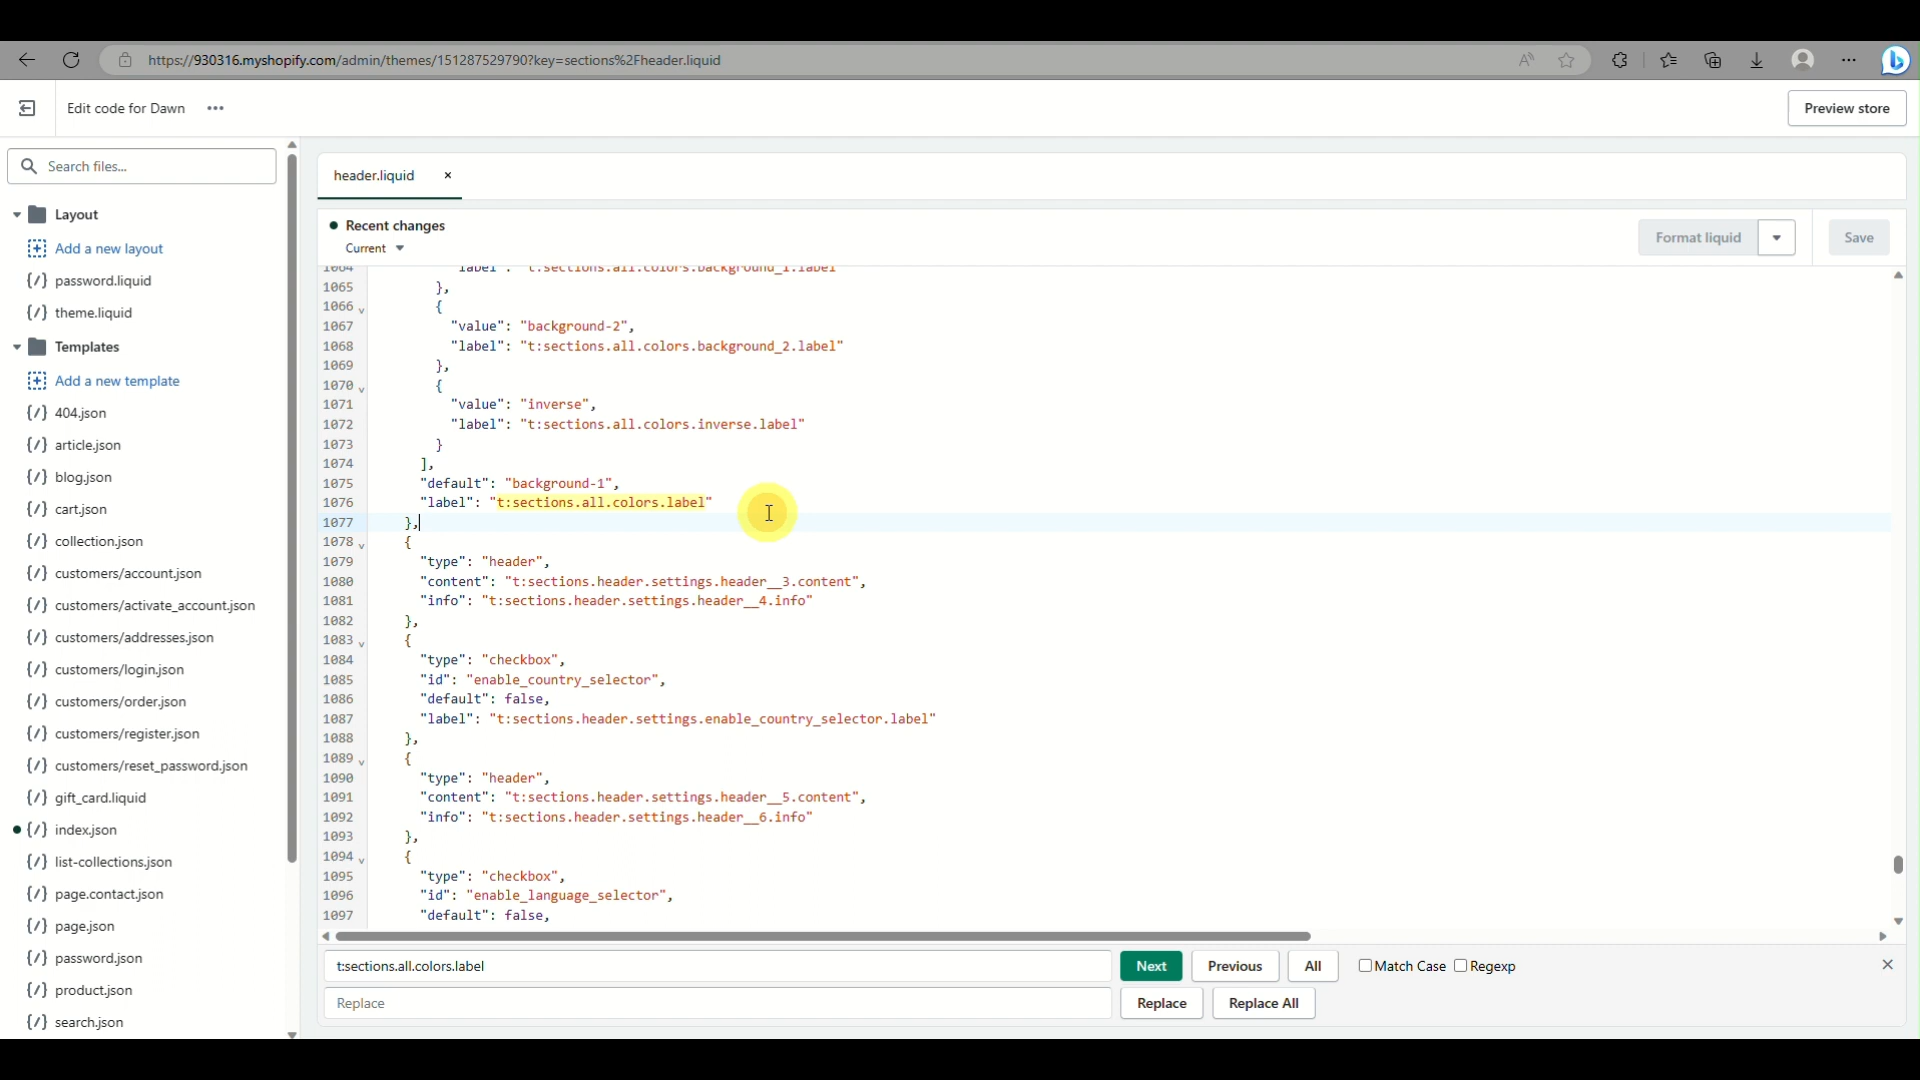 https://930316.myshopify.com/admin/themes/151287529790?key=sections%2Fheader.liquid
Edit code for Dawn
Preview store
Search files...
Layout
Add a new layout
{/} password.liquid
{/} theme.liquid
Templates
Add a new template
{/} 404.json
{/} article.json
{/} blog.json
{/} cart.json
{/} collection.json
{/} customers/account.json
{/} customers/activate_account.json
{/} customers/addresses.json
{/} customers/login.json
{/} customers/order.json
{/} customers/register.json
{/} customers/reset_password.json
{/} gift_card.liquid
{/} index.json
{/} list-collections.json
{/} page.contact.json
{/} page.json
{/} password.json
{/} product.json
{/} search.json
header.liquid ×
Recent changes
Current
Format liquid
Save
1064 "label": "t:sections.all.colors.background_1.label"
1065 },
1066 {
1067 "value": "background-2",
1068 "label": "t:sections.all.colors.background_2.label"
1069 },
1070 {
1071 "value": "inverse",
1072 "label": "t:sections.all.colors.inverse.label"
1073 }
1074 ],
1075 "default": "background-1",
1076 "label": "t:sections.all.colors.label"
1077 },
1078 {
1079 "type": "header",
1080 "content": "t:sections.header.settings.header__3.content",
1081 "info": "t:sections.header.settings.header__4.info"
1082 },
1083 {
1084 "type": "checkbox",
1085 "id": "enable_country_selector",
1086 "default": false,
1087 "label": "t:sections.header.settings.enable_country_selector.label"
1088 },
1089 {
1090 "type": "header",
1091 "content": "t:sections.header.settings.header__5.content",
1092 "info": "t:sections.header.settings.header__6.info"
1093 },
1094 {
1095 "type": "checkbox",
1096 "id": "enable_language_selector",
1097 "default": false,
t:sections.all.colors.label
Next
Previous
All
Match Case
Regexp
Replace
Replace
Replace All